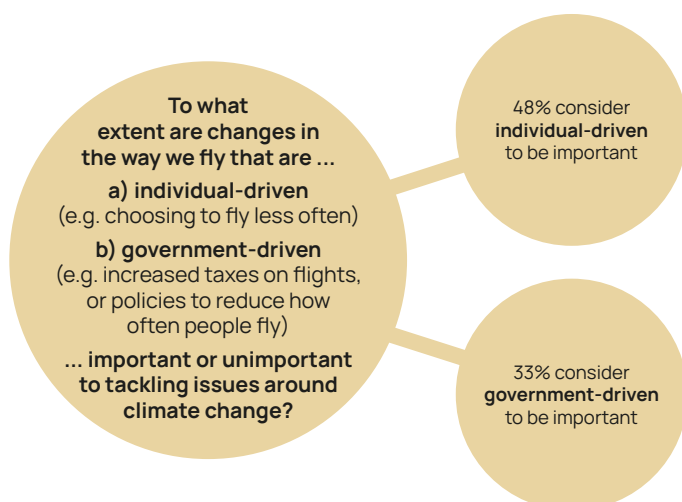 To what
extent are changes in
the way we fly that are ...
a) individual-driven
(e.g. choosing to fly less often)
b) government-driven
(e.g. increased taxes on flights,
or policies to reduce how
often people fly)
... important or unimportant
to tackling issues around
climate change?
48% consider
individual-driven
to be important
33% consider
government-driven
to be important